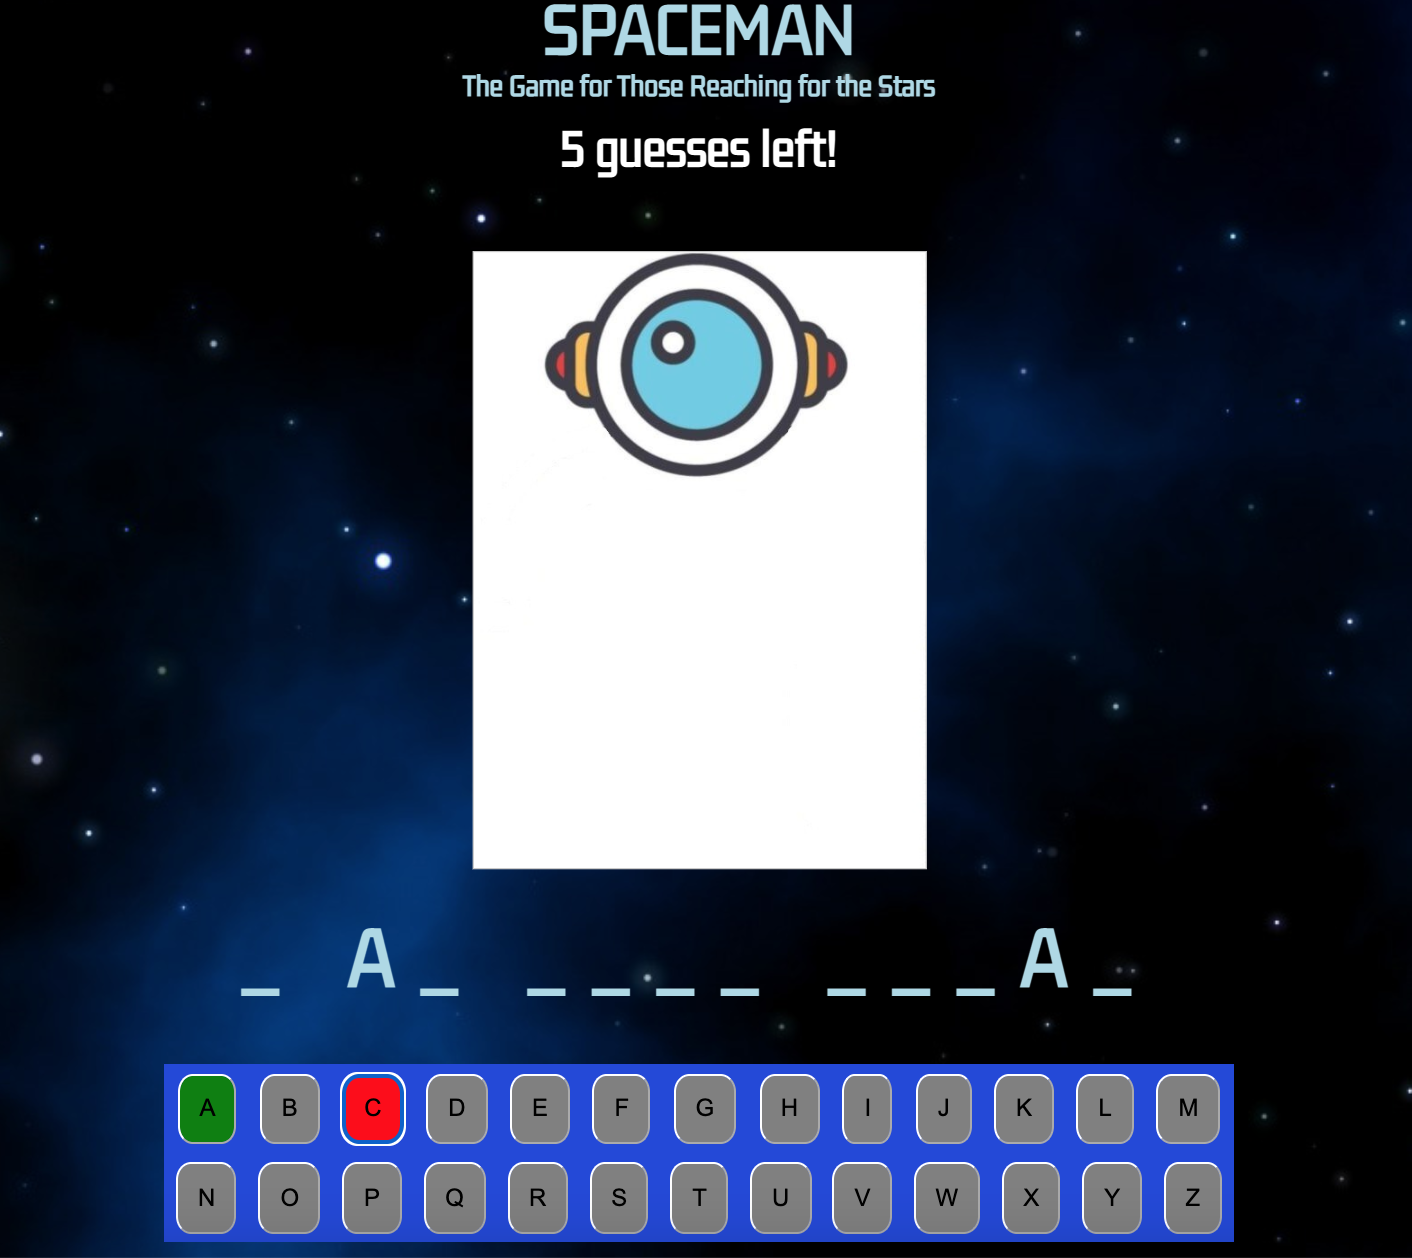 SPACEMAN
The Game for Those Reaching for the Stars
5 guesses left!
_ A _ _ _ _ _ _ _ _ A _
A B C D E F G H I J K L M
N O P Q R S T U V W X Y Z